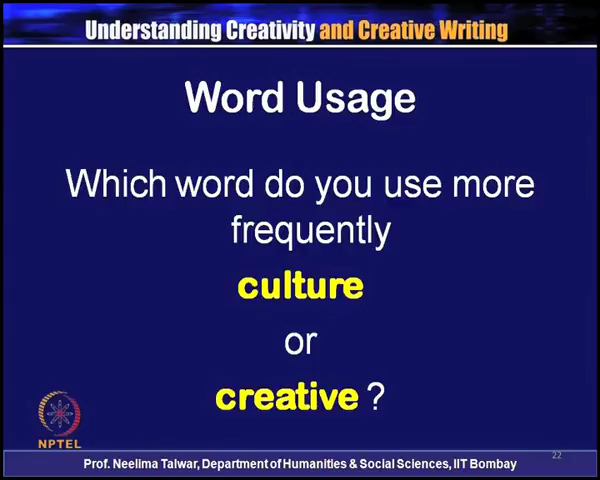 Understanding Creativity and Creative Writing
Word Usage
Which word do you use more
frequently
culture
or
creative ?
NPTEL
Prof. Neelima Talwar, Department of Humanities & Social Sciences, IIT Bombay
22